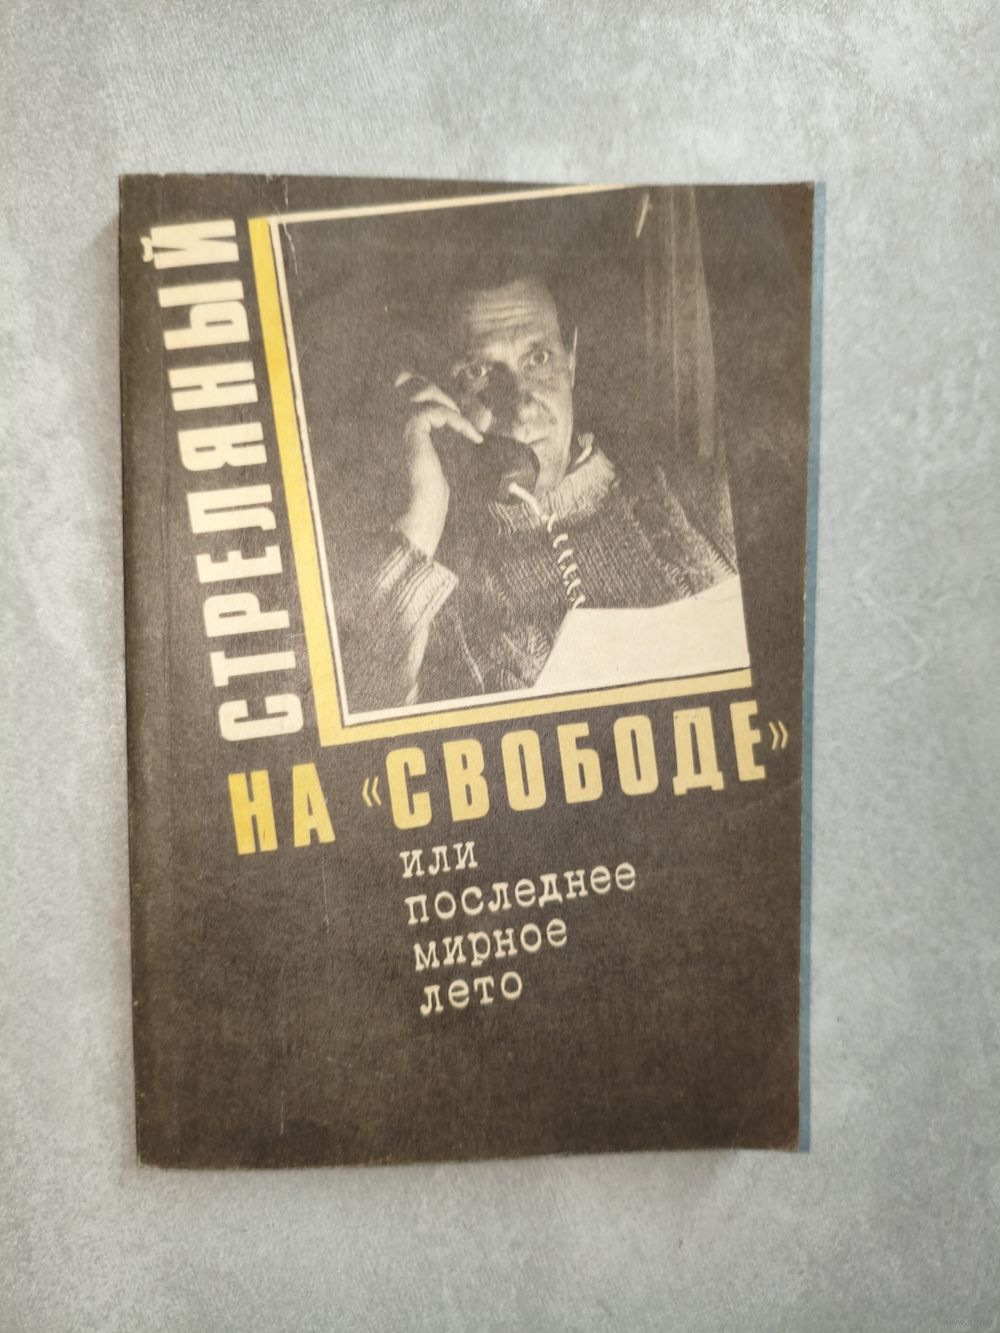 СТРЕЛЯНЫЙ
НА «СВОБОДЕ»
или
последнее
мирное
лето